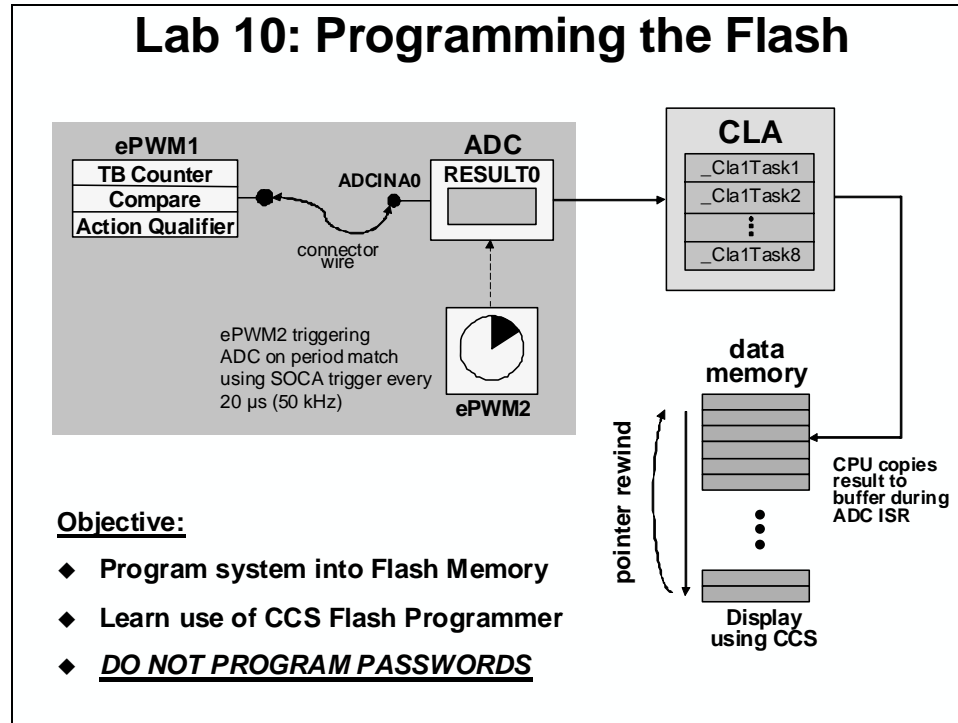 Lab 10: Programming the Flash
ePWM1
TB Counter
Compare
Action Qualifier
connector
wire
ADCINA0
ADC
RESULT0
ePWM2 triggering
ADC on period match
using SOCA trigger every
20 µs (50 kHz)
ePWM2
CLA
_Cla1Task1
_Cla1Task2
_Cla1Task8
data
memory
pointer rewind
CPU copies
result to
buffer during
ADC ISR
Display
using CCS
Objective:
◆ Program system into Flash Memory
◆ Learn use of CCS Flash Programmer
◆ DO NOT PROGRAM PASSWORDS